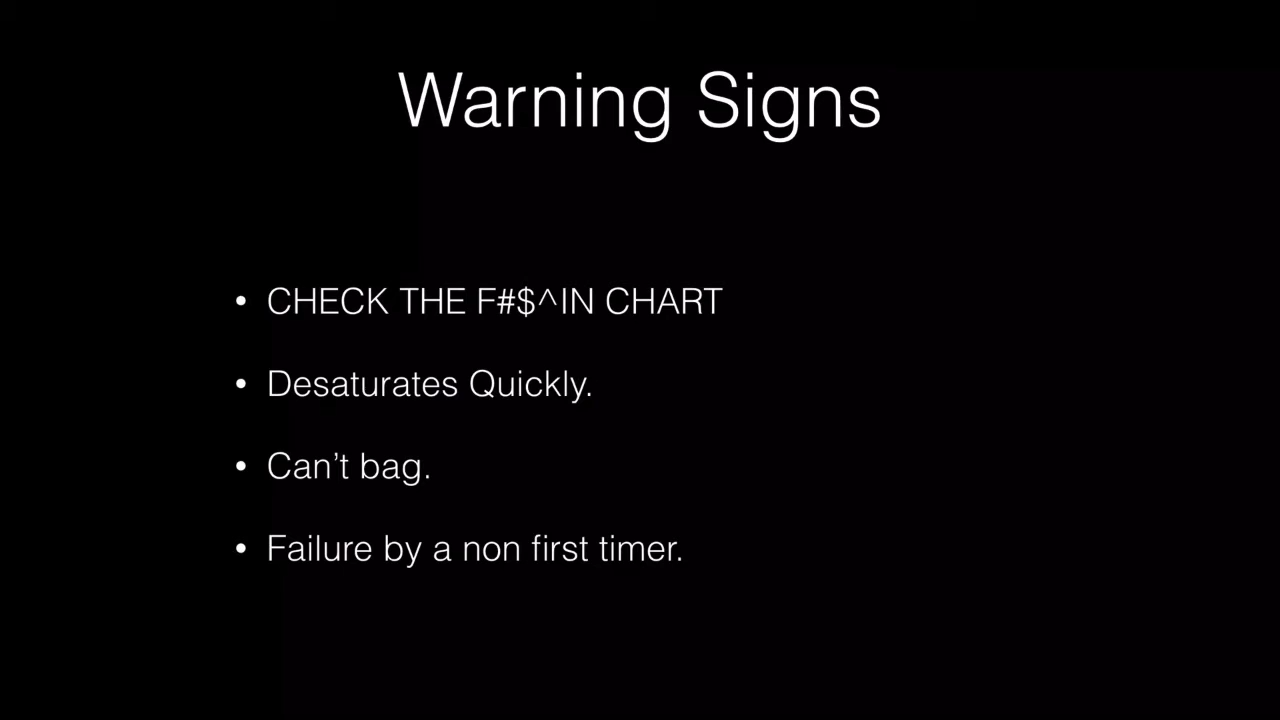 Warning Signs
• CHECK THE F#$^IN CHART
• Desaturates Quickly.
• Can’t bag.
• Failure by a non first timer.